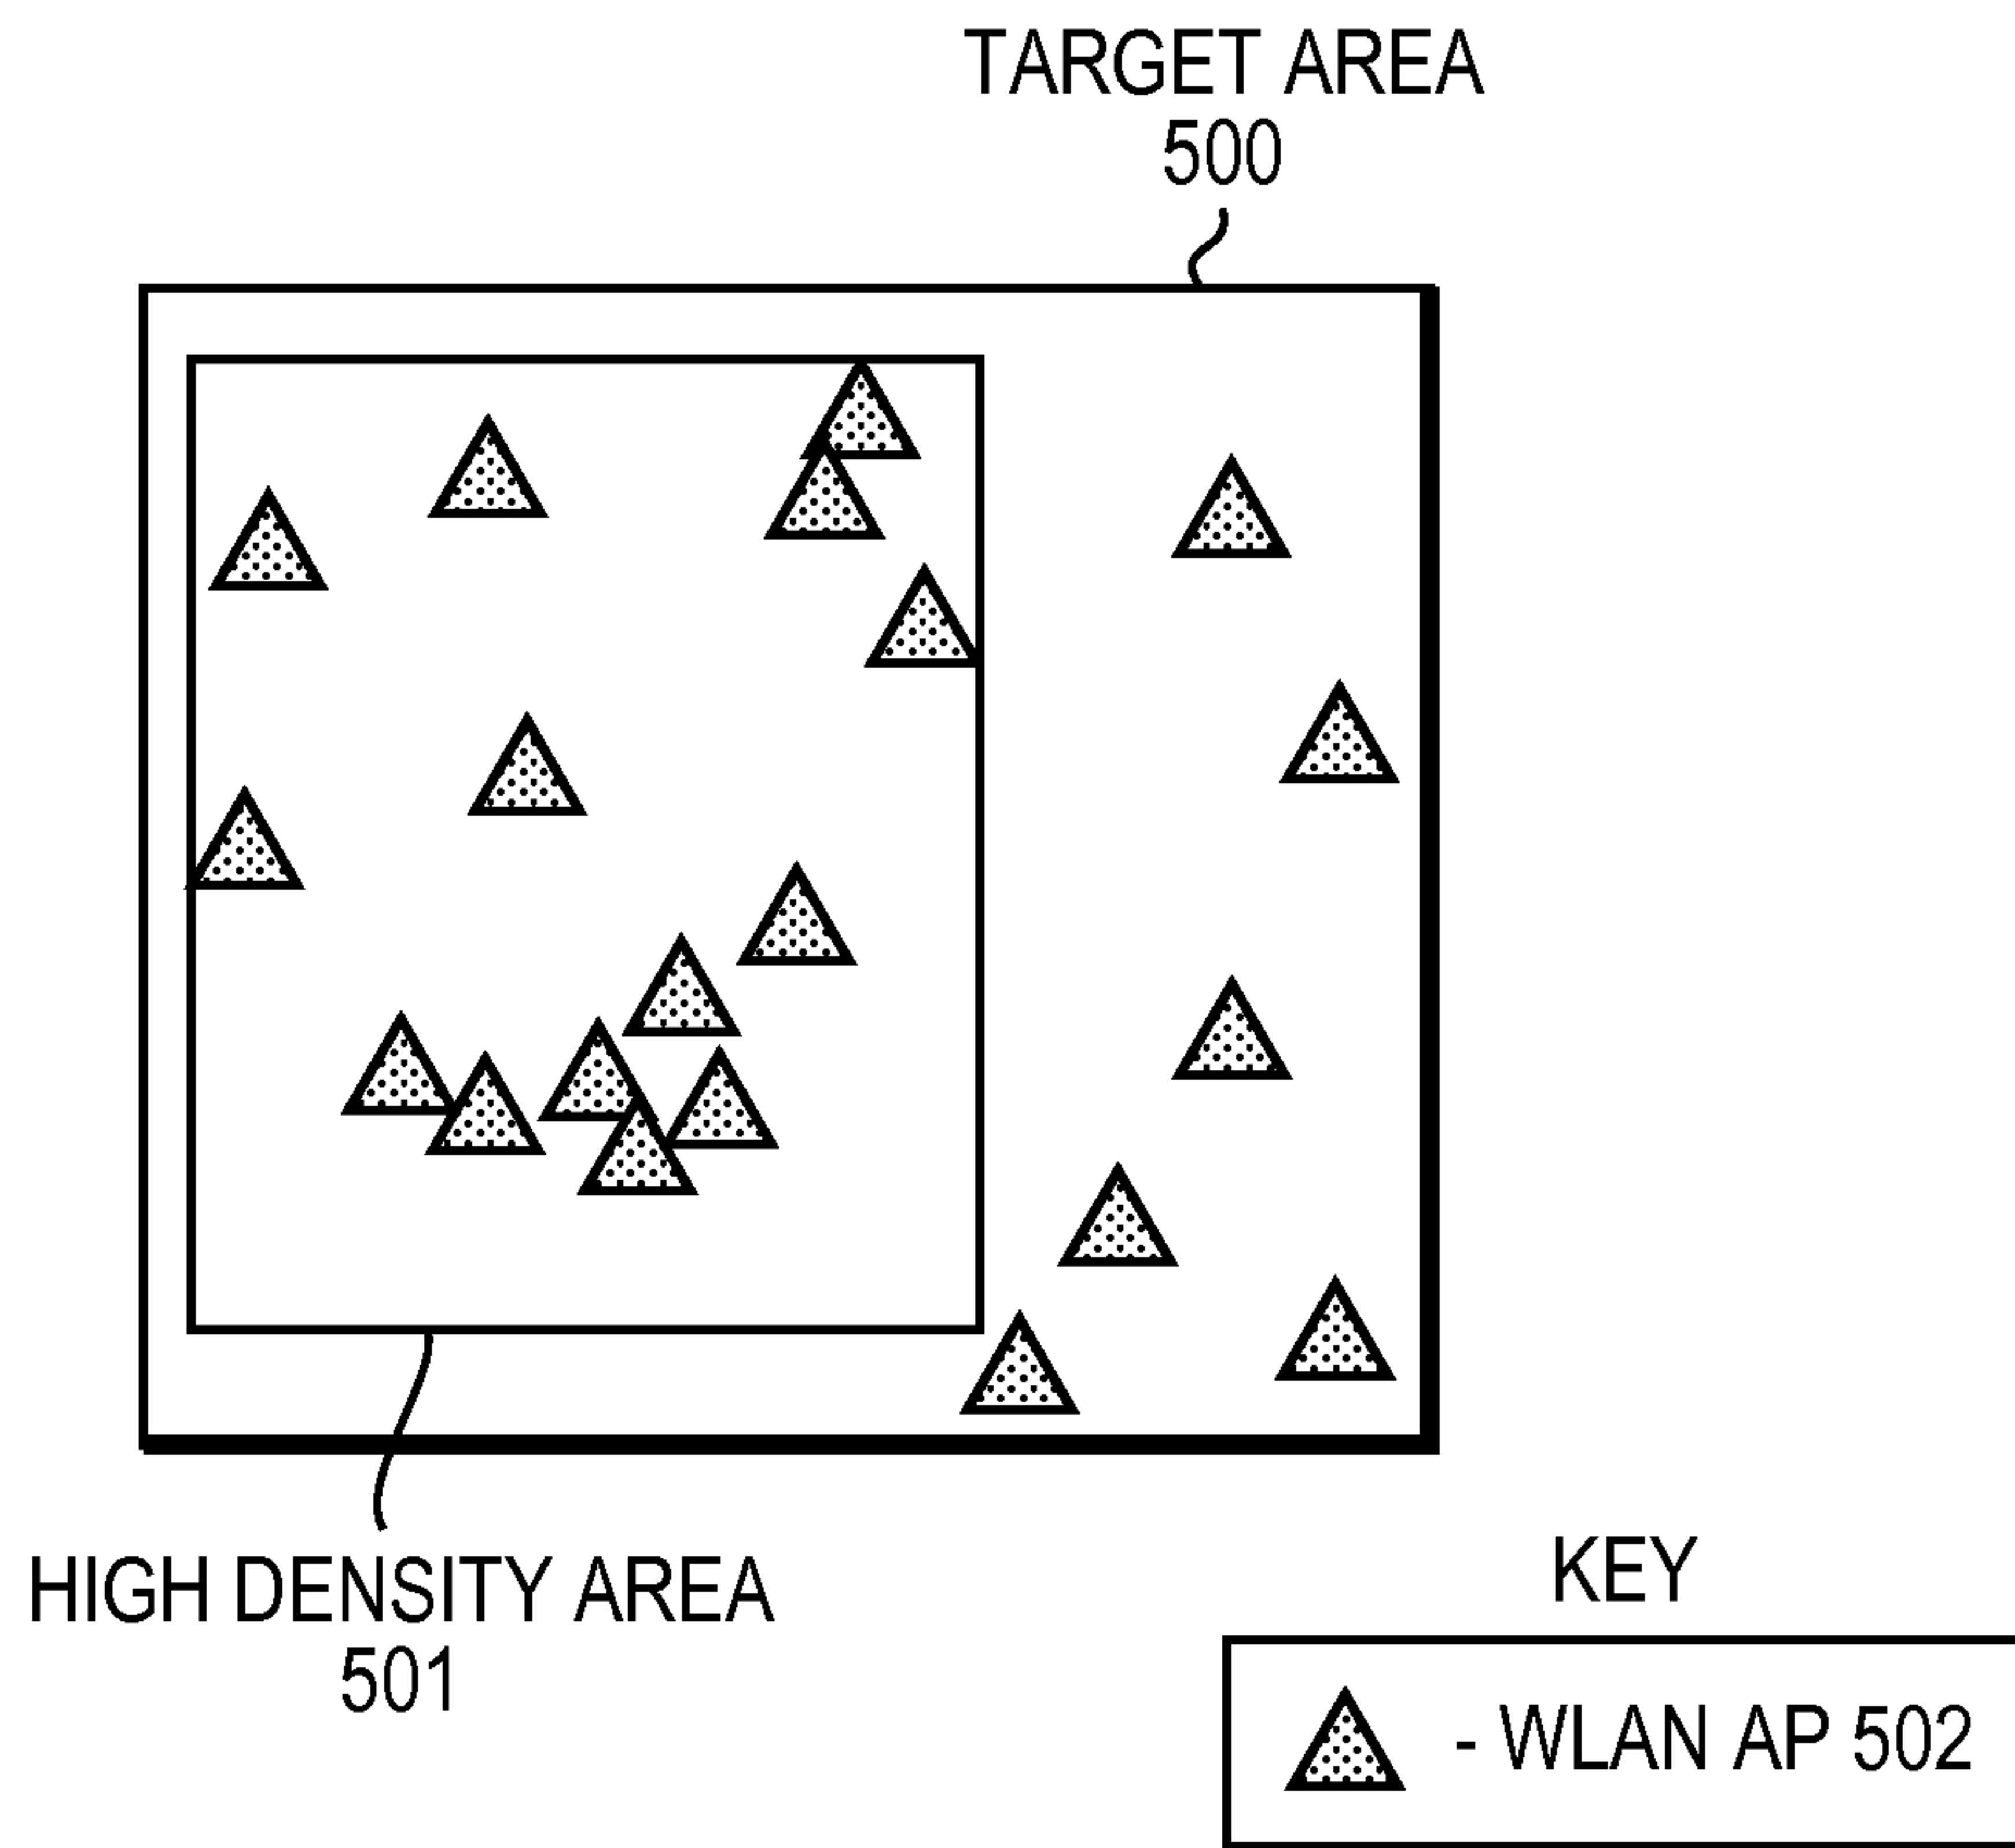 TARGET AREA
500
HIGH DENSITY AREA
501
KEY
- WLAN AP 502